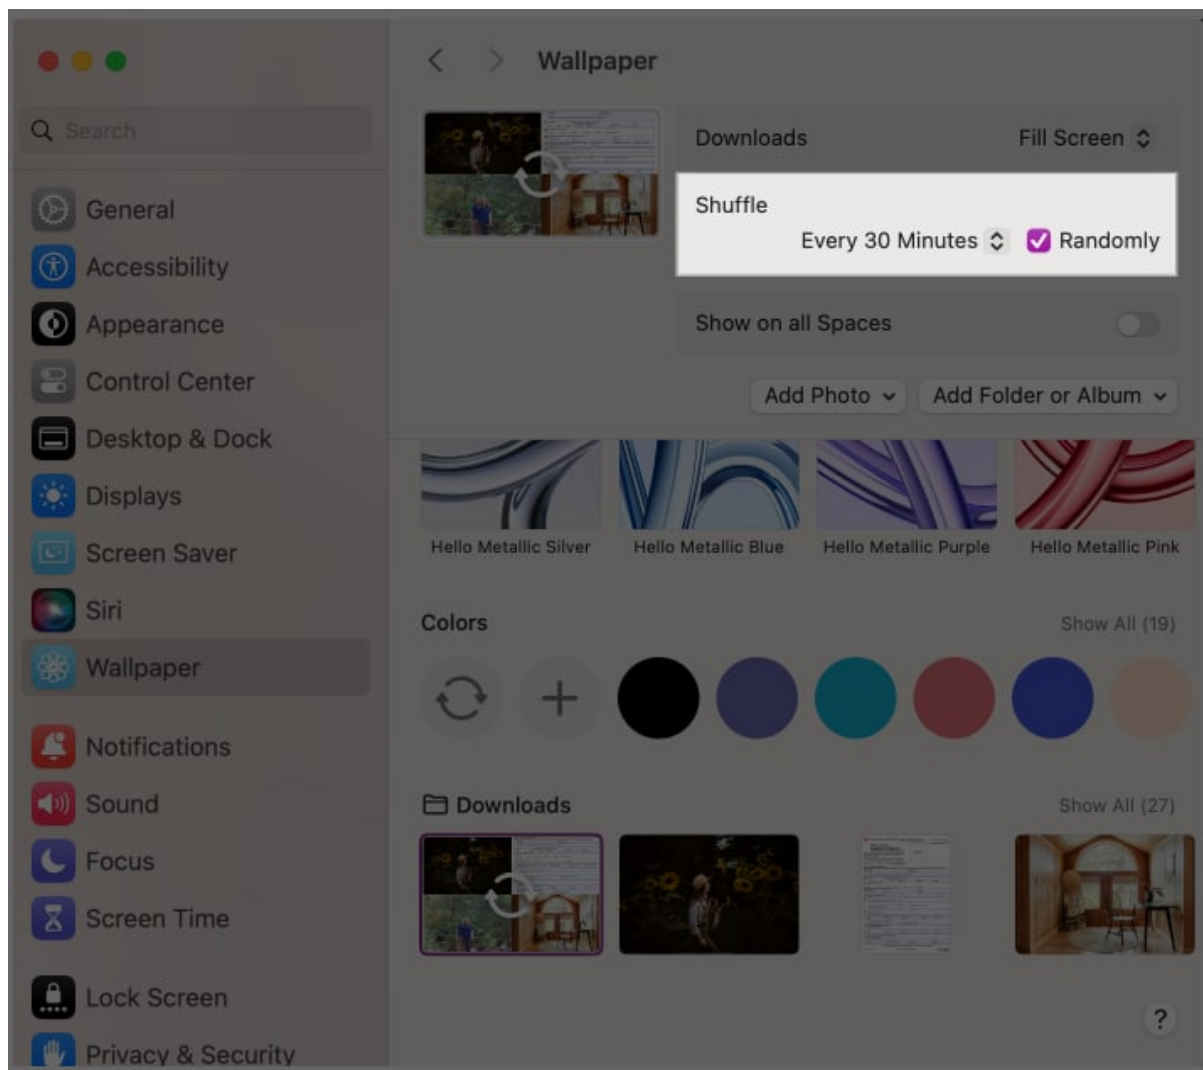 Search
General
Accessibility
Appearance
Control Center
Desktop & Dock
Displays
Screen Saver
Siri
Wallpaper
Notifications
Sound
Focus
Screen Time
Lock Screen
Privacy & Security
Wallpaper
Downloads Fill Screen
Shuffle
Every 30 Minutes Randomly
Show on all Spaces
Add Photo Add Folder or Album
Hello Metallic Silver Hello Metallic Blue Hello Metallic Purple Hello Metallic Pink
Colors Show All (19)
Downloads Show All (27)
?